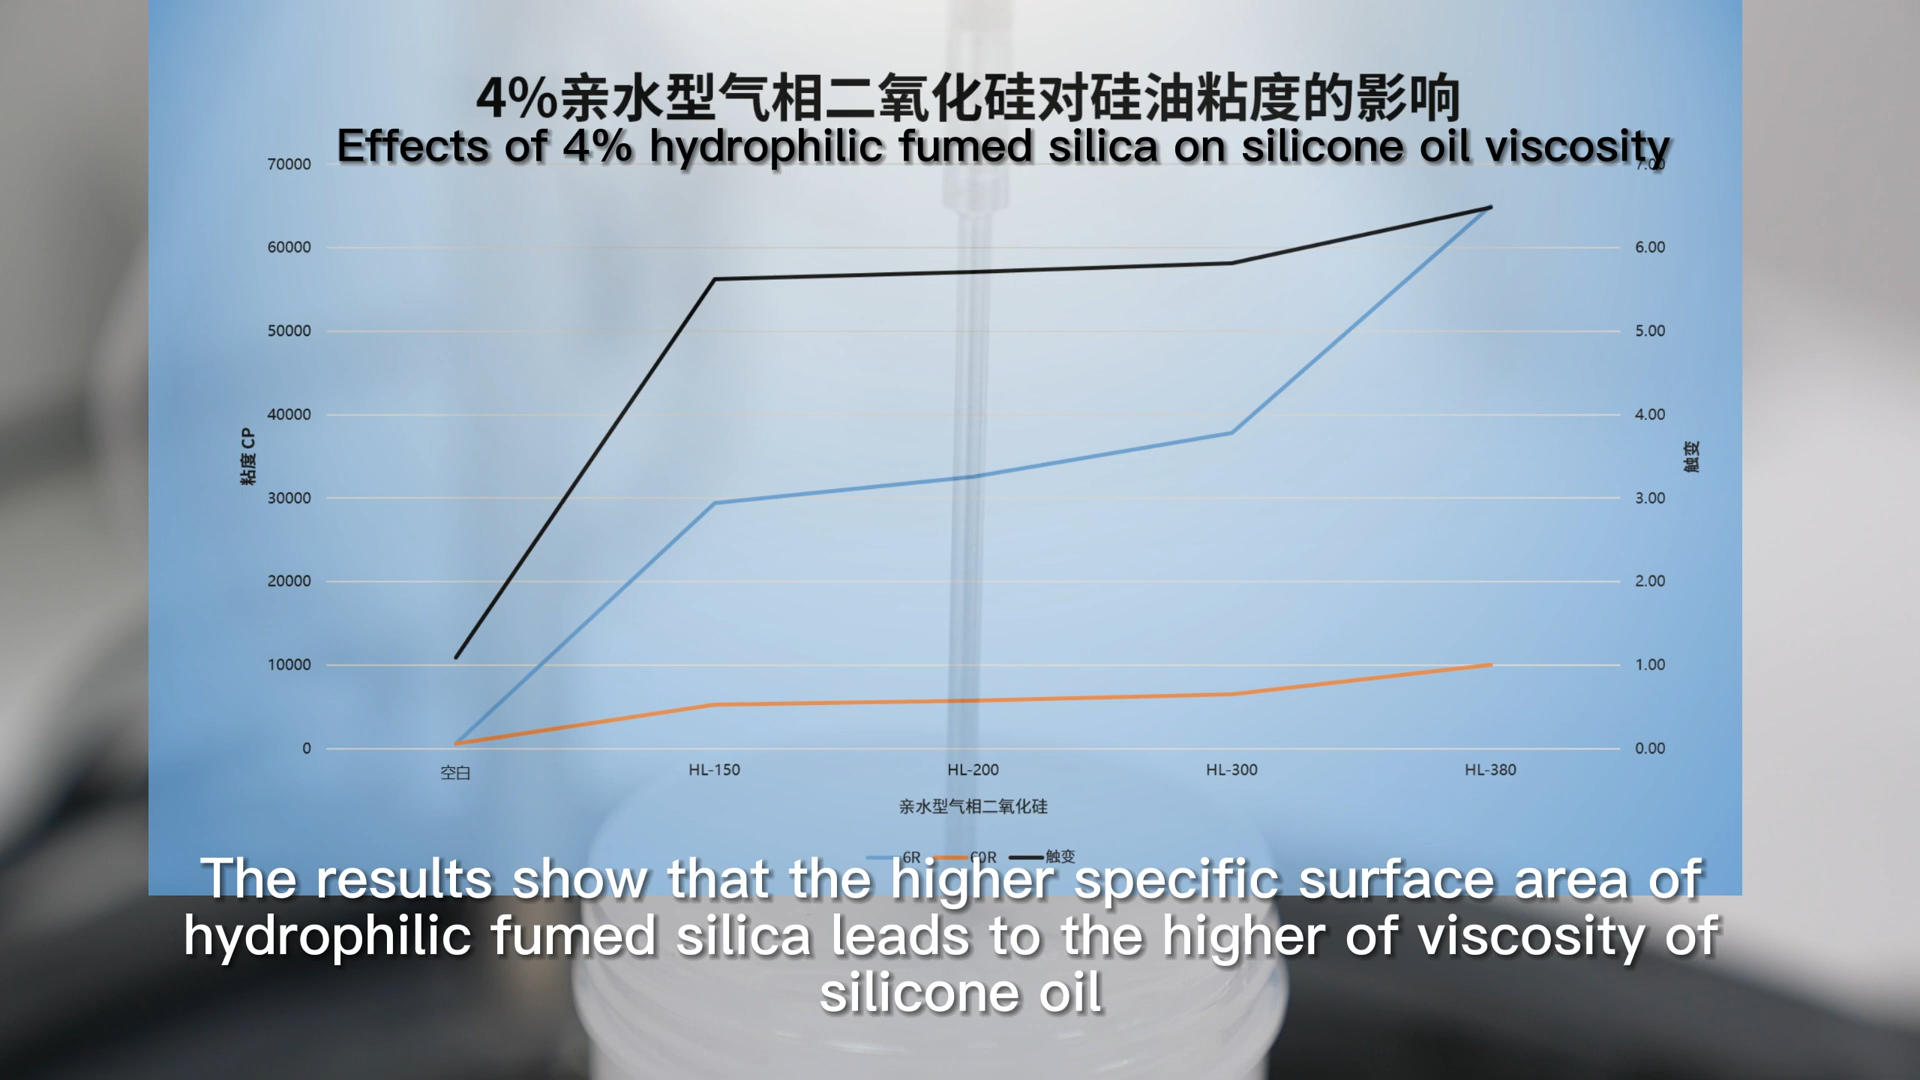 4%亲水型气相二氧化硅对硅油粘度的影响
Effects of 4% hydrophilic fumed silica on silicone oil viscosity
70000
60000
50000
40000
30000
20000
10000
0
粘度 CP
7.00
6.00
5.00
4.00
3.00
2.00
1.00
0.00
触变
空白
HL-150
HL-200
HL-300
HL-380
亲水型气相二氧化硅
6R 60R 触变
The results show that the higher specific surface area of
hydrophilic fumed silica leads to the higher of viscosity of
silicone oil